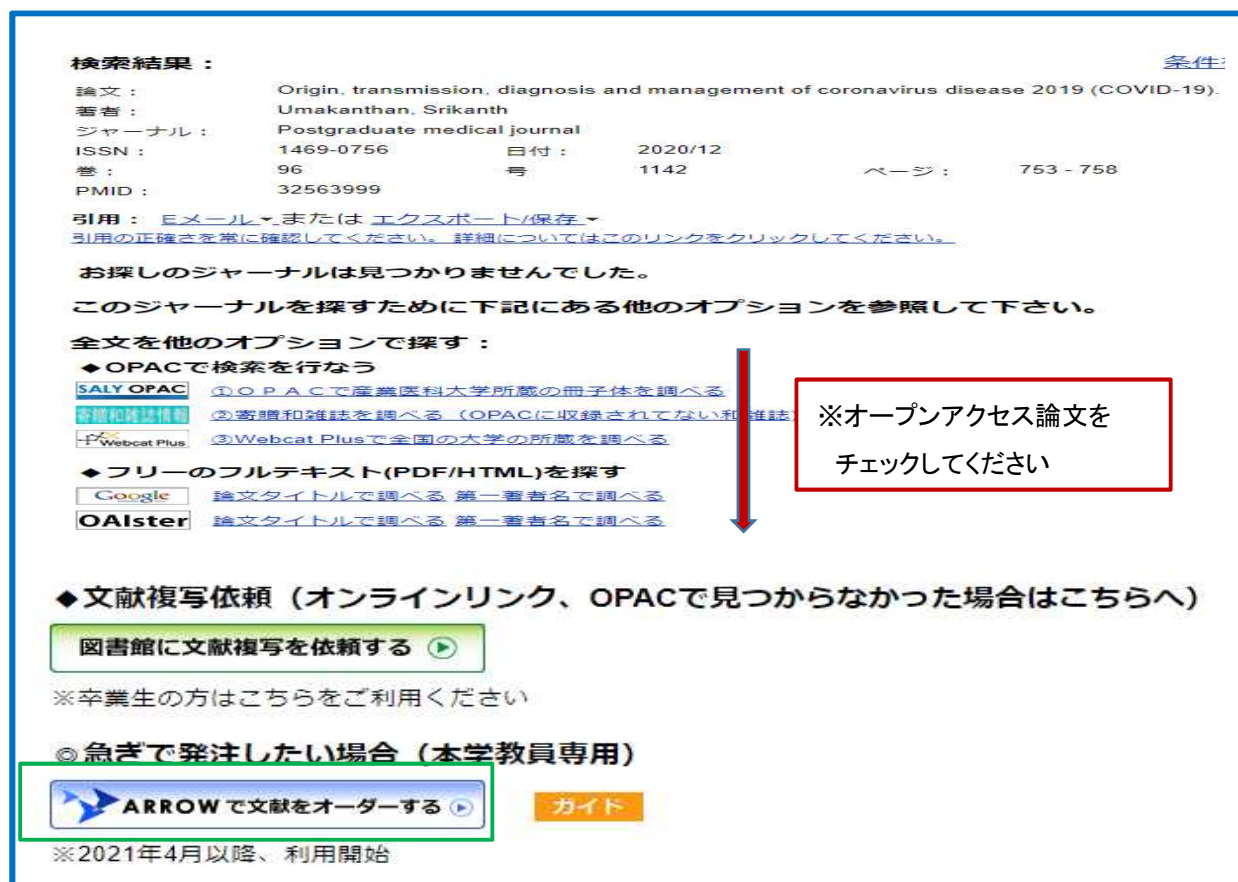 検索結果：
条件
論文： Origin, transmission, diagnosis and management of coronavirus disease 2019 (COVID-19).
著者： Umakanthan, Srikanth
ジャーナル： Postgraduate medical journal
ISSN： 1469-0756 日付： 2020/12
巻： 96 号 1142 ページ： 753 - 758
PMID： 32563999
引用： Eメール または エクスポート/保存
引用の正確さを常に確認してください。 詳細についてはこのリンクをクリックしてください。
お探しのジャーナルは見つかりませんでした。
このジャーナルを探すために下記にある他のオプションを参照して下さい。
全文を他のオプションで探す：
◆OPACで検索を行なう
SALY OPAC ①ＯＰＡＣで産業医科大学所蔵の冊子体を調べる
寄贈和雑誌情報 ②寄贈和雑誌を調べる（OPACに収録されてない和雑誌）
Webcat Plus ③Webcat Plusで全国の大学の所蔵を調べる
◆フリーのフルテキスト(PDF/HTML)を探す
Google 論文タイトルで調べる 第一著者名で調べる
OAIster 論文タイトルで調べる 第一著者名で調べる
※オープンアクセス論文を
チェックしてください
◆文献複写依頼（オンラインリンク、OPACで見つからなかった場合はこちらへ）
図書館に文献複写を依頼する
※卒業生の方はこちらをご利用ください
◎急ぎで発注したい場合（本学教員専用）
ARROWで文献をオーダーする ガイド
※2021年4月以降、利用開始